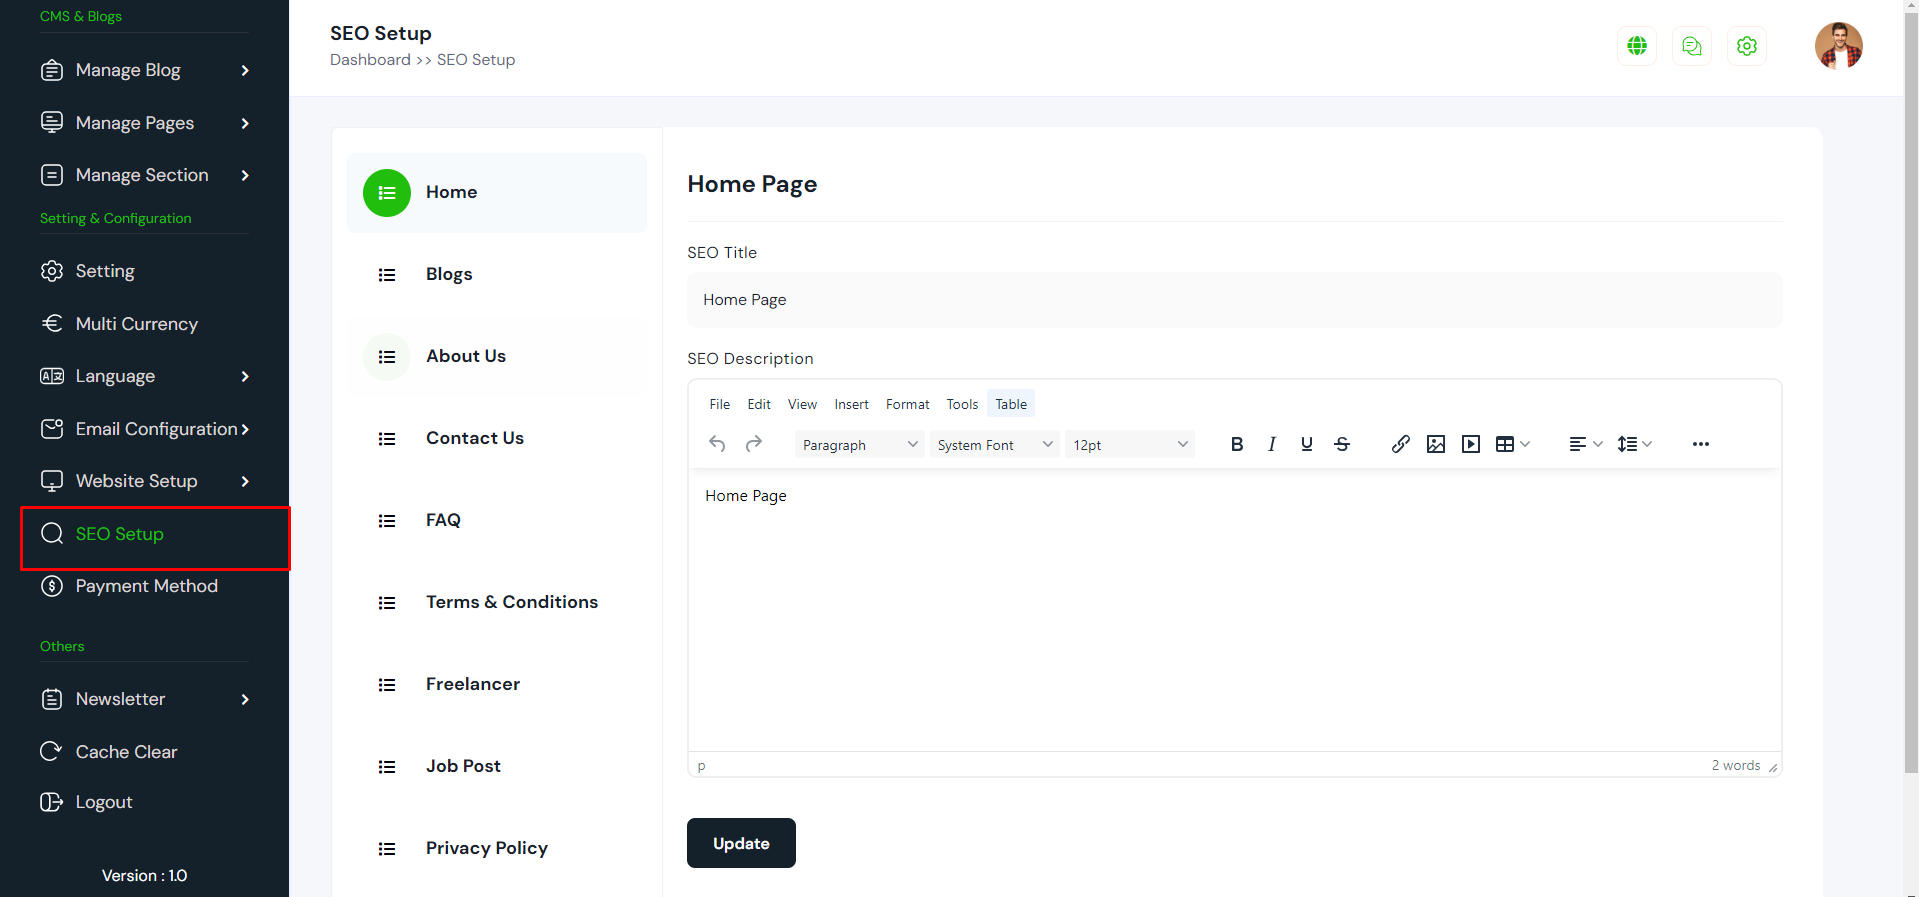 CMS & Blogs
Manage Blog
Manage Pages
Manage Section
Setting & Configuration
Setting
Multi Currency
Language
Email Configuration
Website Setup
SEO Setup
Payment Method
Others
Newsletter
Cache Clear
Logout
Version : 1.0
SEO Setup
Dashboard >> SEO Setup
Home
Blogs
About Us
Contact Us
FAQ
Terms & Conditions
Freelancer
Job Post
Privacy Policy
Home Page
SEO Title
Home Page
SEO Description
File Edit View Insert Format Tools Table
Paragraph System Font 12pt B I U S
Home Page
p 2 words
Update